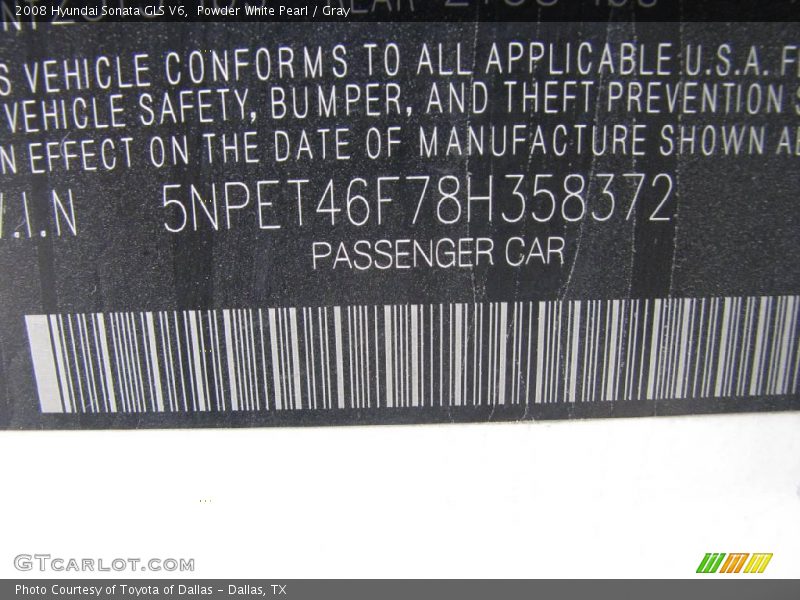 2008 Hyundai Sonata GLS V6, Powder White Pearl / Gray
S VEHICLE CONFORMS TO ALL APPLICABLE U.S.A. F
VEHICLE SAFETY, BUMPER, AND THEFT PREVENTION S
N EFFECT ON THE DATE OF MANUFACTURE SHOWN AB
V.I.N 5NPET46F78H358372
PASSENGER CAR
GTCARLOT.COM
Photo Courtesy of Toyota of Dallas - Dallas, TX